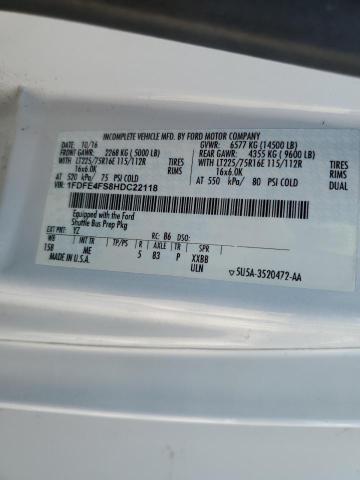 INCOMPLETE VEHICLE MFD. BY FORD MOTOR COMPANY
10/16 GVWR: 6577 KG (14500 LB)
FRONT GAWR: 2268 KG ( 5000 LB) REAR GAWR: 4355 KG ( 9600 LB)
WITH LT225/75R16E 115/112R TIRES WITH LT225/75R16E 115/112R TIRES
16x6.0K RIMS 16x6.0K RIMS
AT 520 kPa/ 75 PSI COLD AT 550 kPa/ 80 PSI COLD DUAL
VIN: 1FDFE4FS8HDC22118
Equipped with the Ford
Shuttle Bus Prep Pkg
EXT PNT: YZ RC: B6 DSO:
WB INT TR TP/PS R AXLE TR SPR
158 ME 5 83 P XXBB
MADE IN U.S.A. ULN 5U5A-3520472-AA